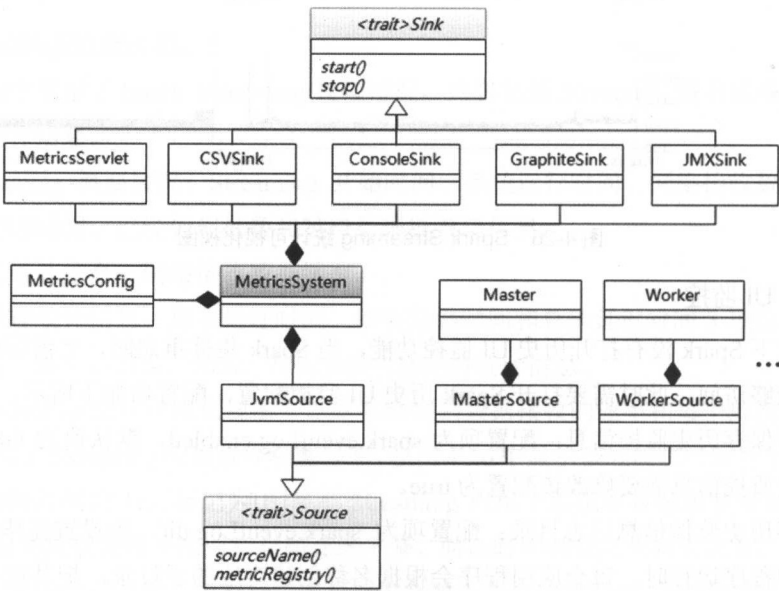 <trait>Sink
start()
stop()
MetricsServlet
CSVSink
ConsoleSink
GraphiteSink
JMXSink
MetricsConfig
MetricsSystem
Master
Worker
...
JvmSource
MasterSource
WorkerSource
<trait>Source
sourceName()
metricRegistry()